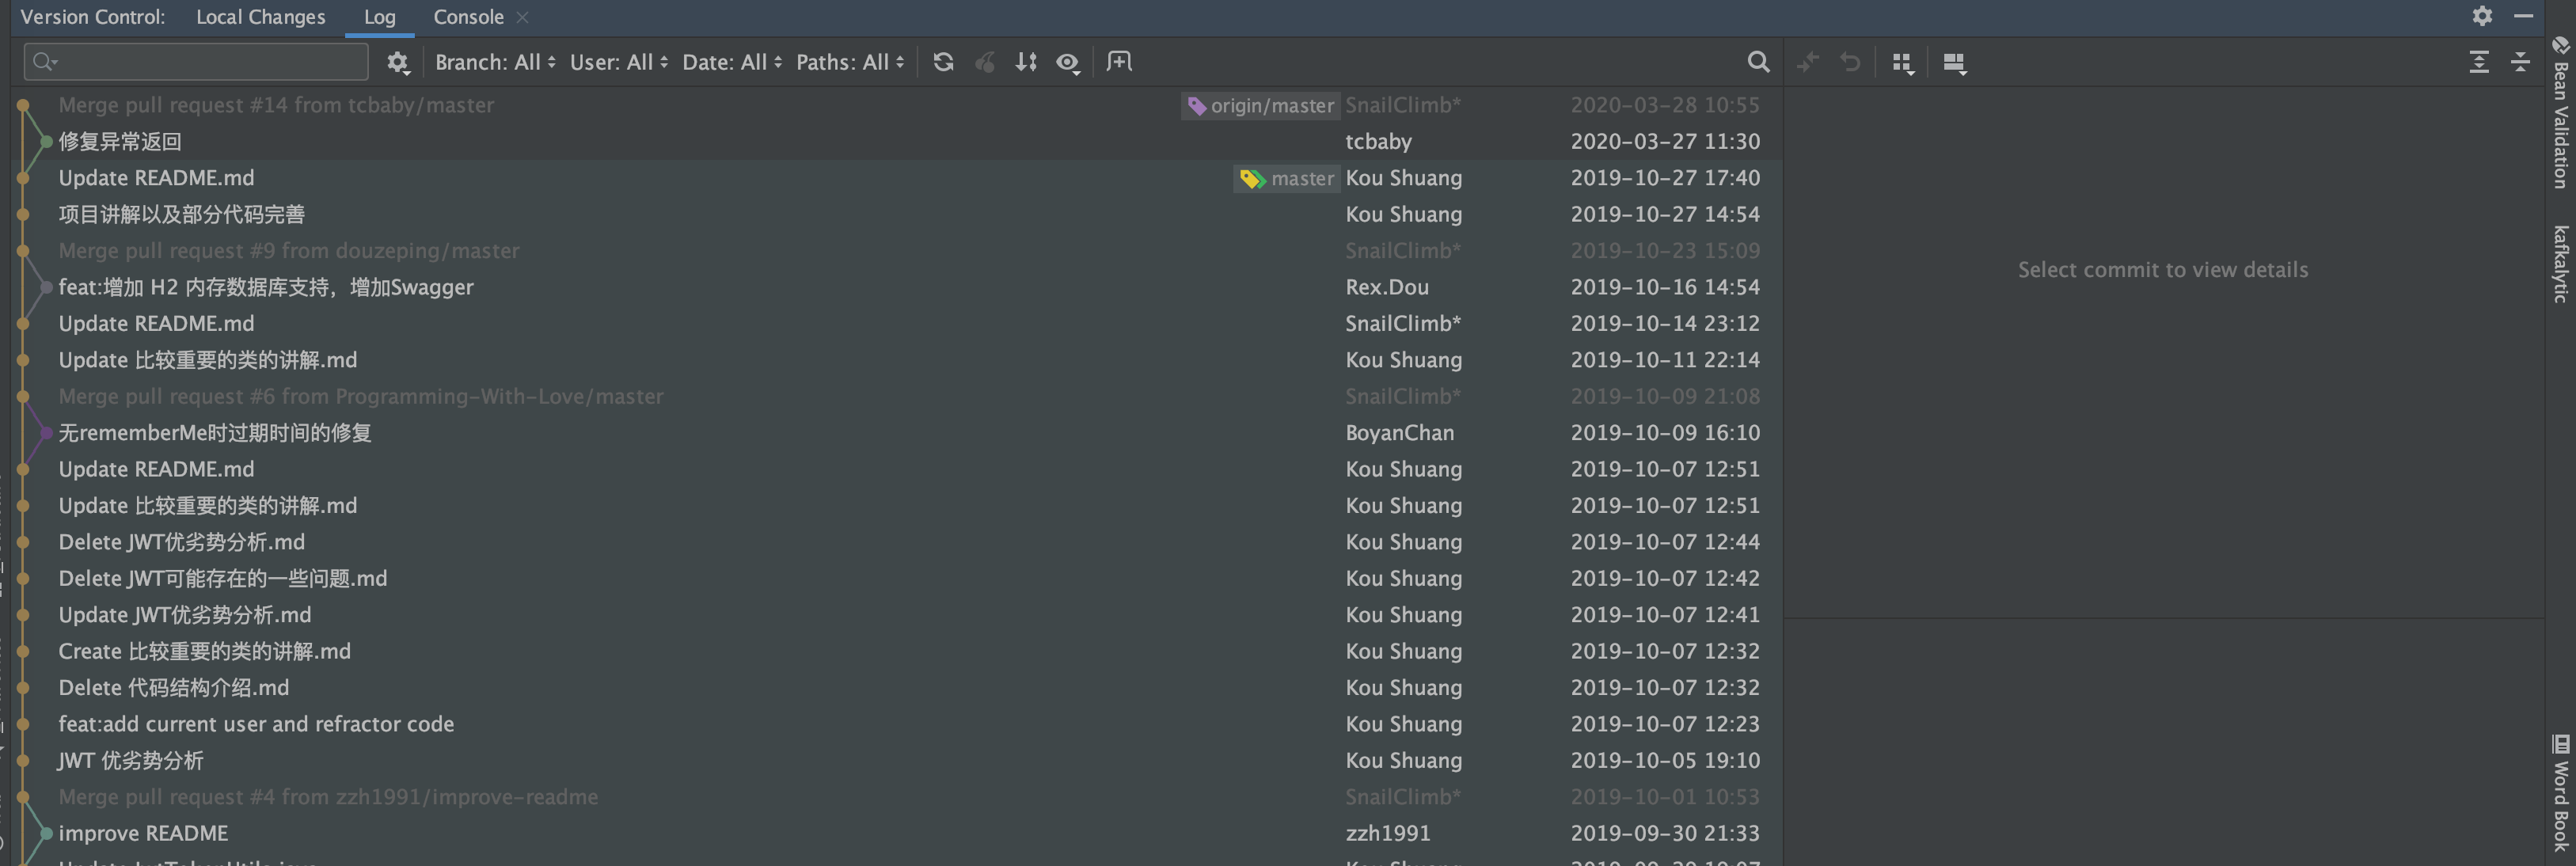 Version Control: Local Changes Log Console
Branch: All User: All Date: All Paths: All
Merge pull request #14 from tcbaby/master origin/master SnailClimb* 2020-03-28 10:55
修复异常返回 tcbaby 2020-03-27 11:30
Update README.md master Kou Shuang 2019-10-27 17:40
项目讲解以及部分代码完善 Kou Shuang 2019-10-27 14:54
Merge pull request #9 from douzeping/master SnailClimb* 2019-10-23 15:09
feat:增加 H2 内存数据库支持，增加Swagger Rex.Dou 2019-10-16 14:54
Update README.md SnailClimb* 2019-10-14 23:12
Update 比较重要的类的讲解.md Kou Shuang 2019-10-11 22:14
Merge pull request #6 from Programming-With-Love/master SnailClimb* 2019-10-09 21:08
无rememberMe时过期时间的修复 BoyanChan 2019-10-09 16:10
Update README.md Kou Shuang 2019-10-07 12:51
Update 比较重要的类的讲解.md Kou Shuang 2019-10-07 12:51
Delete JWT优劣势分析.md Kou Shuang 2019-10-07 12:44
Delete JWT可能存在的一些问题.md Kou Shuang 2019-10-07 12:42
Update JWT优劣势分析.md Kou Shuang 2019-10-07 12:41
Create 比较重要的类的讲解.md Kou Shuang 2019-10-07 12:32
Delete 代码结构介绍.md Kou Shuang 2019-10-07 12:32
feat:add current user and refractor code Kou Shuang 2019-10-07 12:23
JWT 优劣势分析 Kou Shuang 2019-10-05 19:10
Merge pull request #4 from zzh1991/improve-readme SnailClimb* 2019-10-01 10:53
improve README zzh1991 2019-09-30 21:33
Select commit to view details
Bean Validation
kafkalytic
Word Book